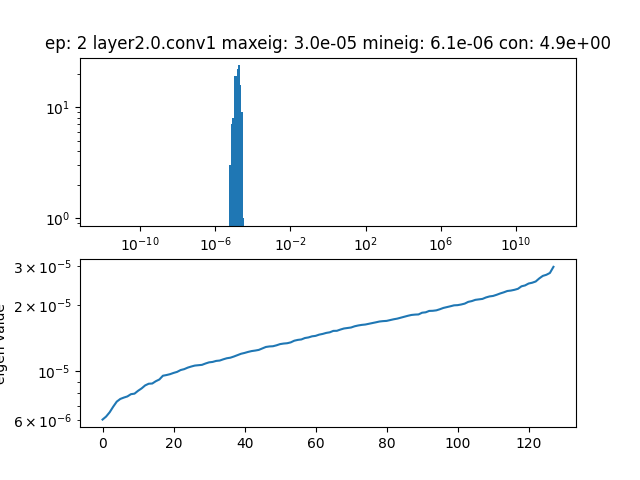 ep: 2 layer2.0.conv1 maxeig: 3.0e-05 mineig: 6.1e-06 con: 4.9e+00
10¹
10⁰
10⁻¹⁰ 10⁻⁶ 10⁻² 10² 10⁶ 10¹⁰
3 × 10⁻⁵
2 × 10⁻⁵
10⁻⁵
6 × 10⁻⁶
eigen value
0 20 40 60 80 100 120